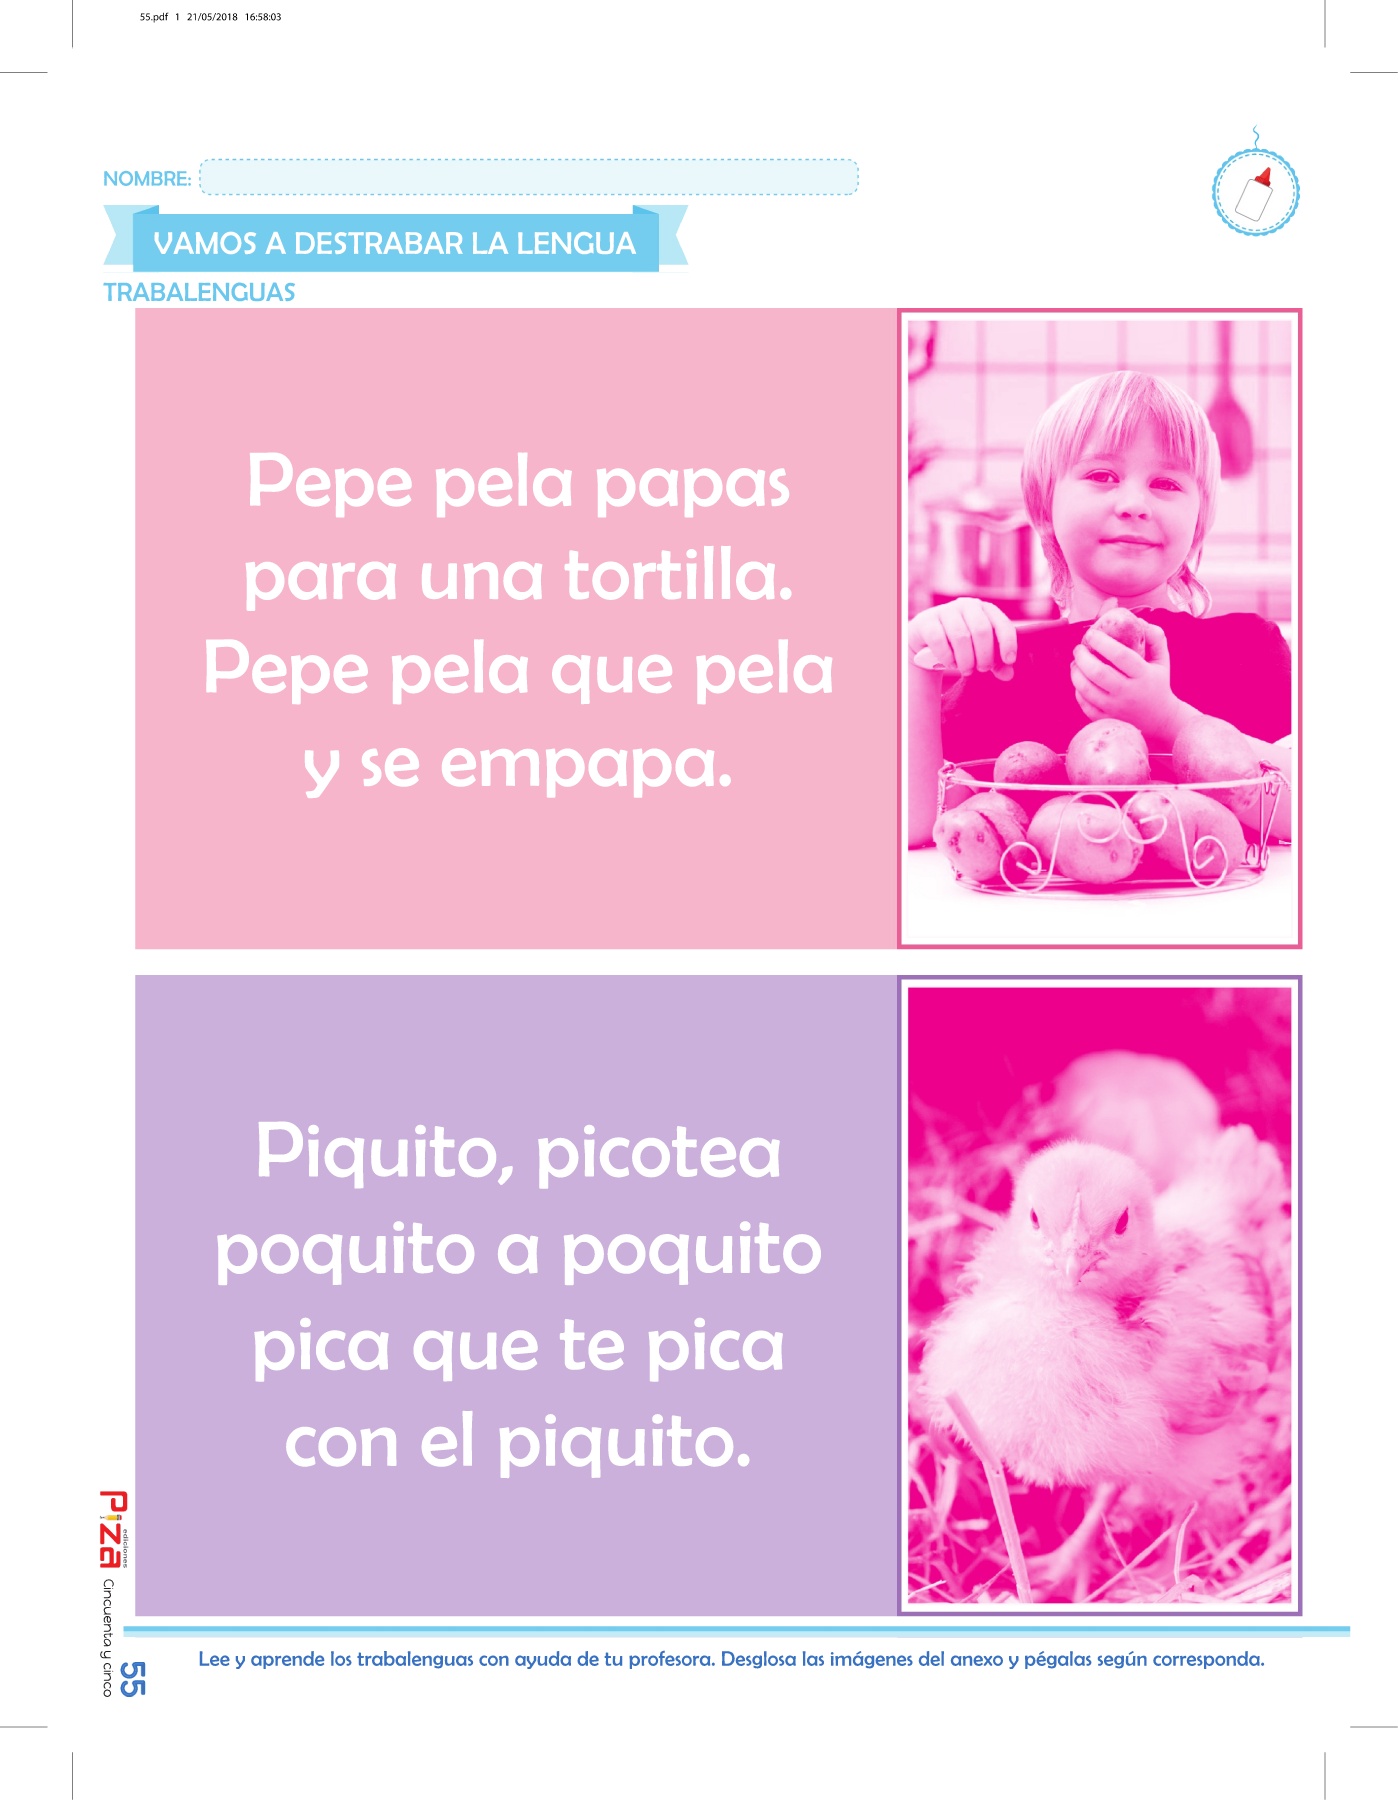 55.pdf 1 21/05/2018 16:58:03
NOMBRE:
VAMOS A DESTRABAR LA LENGUA
TRABALENGUAS
Pepe pela papas
para una tortilla.
Pepe pela que pela
y se empapa.
Piquito, picotea
poquito a poquito
pica que te pica
con el piquito.
Piza
ediciones
Cincuenta y cinco
55
Lee y aprende los trabalenguas con ayuda de tu profesora. Desglosa las imágenes del anexo y pégalas según corresponda.